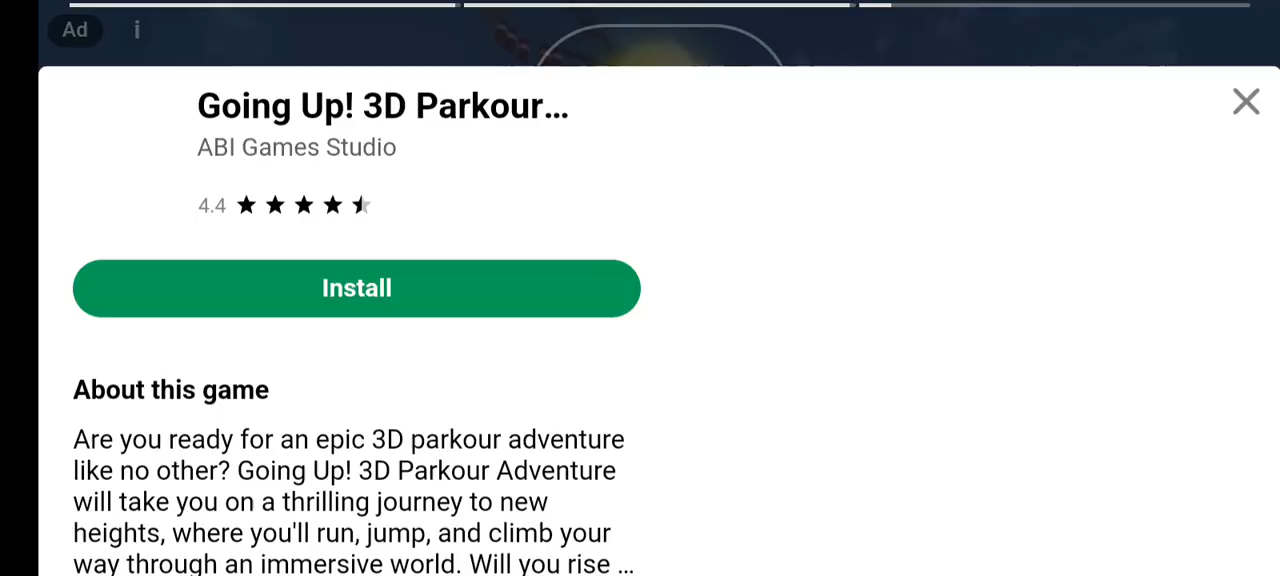 Ad i
Going Up! 3D Parkour...
ABI Games Studio
4.4
Install
About this game
Are you ready for an epic 3D parkour adventure
like no other? Going Up! 3D Parkour Adventure
will take you on a thrilling journey to new
heights, where you'll run, jump, and climb your
way through an immersive world. Will you rise ...